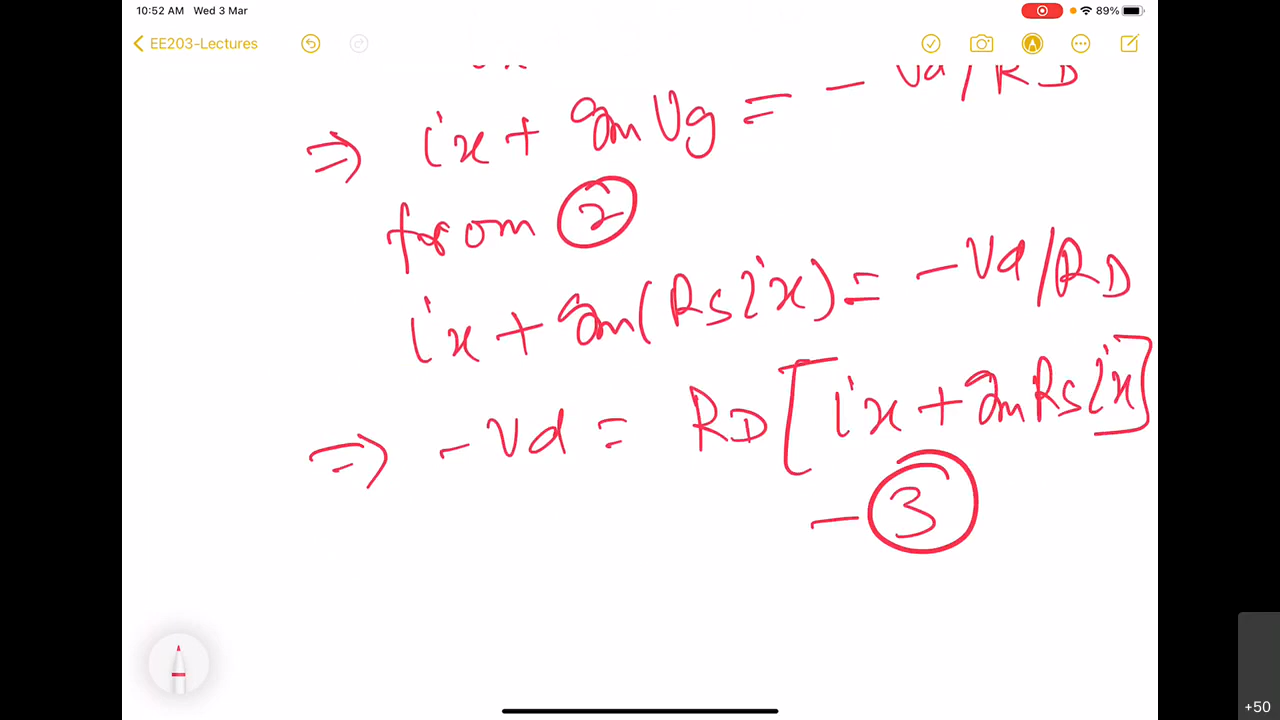 10:52 AM Wed 3 Mar 89%
EE203-Lectures
⇒ ix + gm Vg = - Vd/RD
from ②
ix + gm(Rs ix) = -Vd/RD
⇒ -Vd = RD [ix + gm Rs ix]
- ③
+50